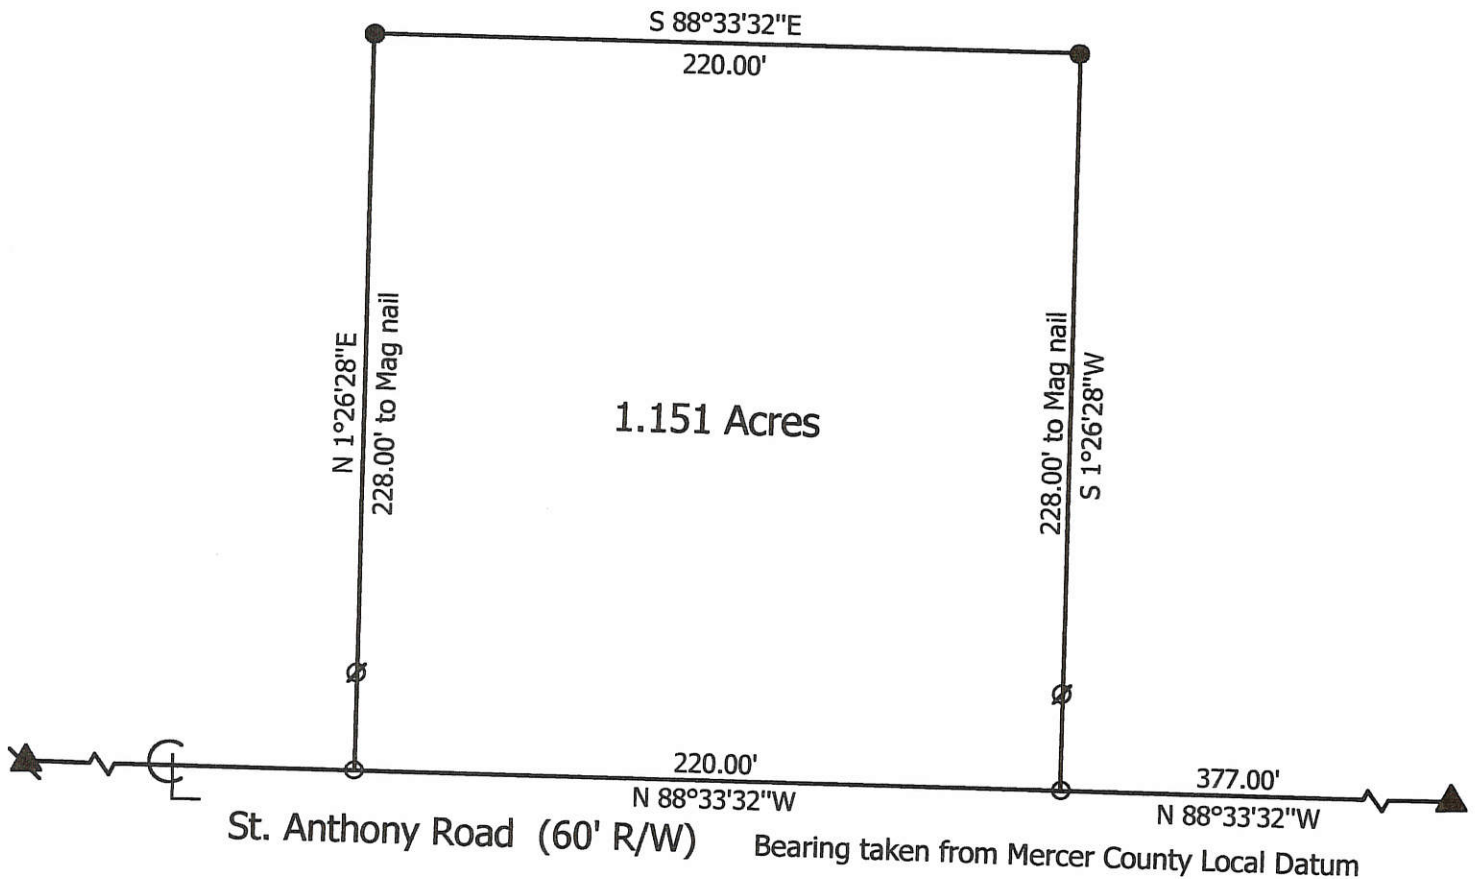 S 88°33'32"E
220.00'
N 1°26'28"E
228.00' to Mag nail
1.151 Acres
228.00' to Mag nail
S 1°26'28"W
220.00'
N 88°33'32"W
377.00'
N 88°33'32"W
℄
St. Anthony Road (60' R/W)
Bearing taken from Mercer County Local Datum